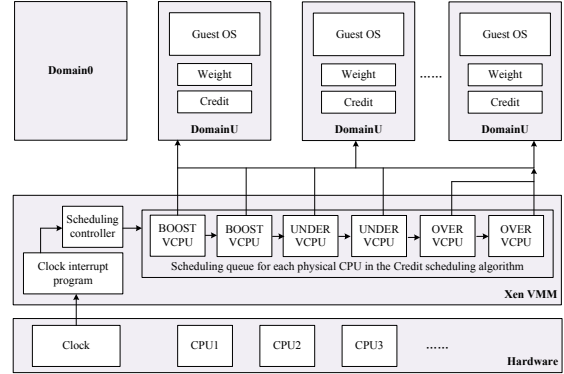 Domain0
Guest OS
Weight
Credit
DomainU
Guest OS
Weight
Credit
DomainU
......
Guest OS
Weight
Credit
DomainU
Scheduling
controller
Clock interrupt
program
BOOST
VCPU
BOOST
VCPU
UNDER
VCPU
UNDER
VCPU
OVER
VCPU
OVER
VCPU
Scheduling queue for each physical CPU in the Credit scheduling algorithm
Xen VMM
Clock
CPU1
CPU2
CPU3
......
Hardware